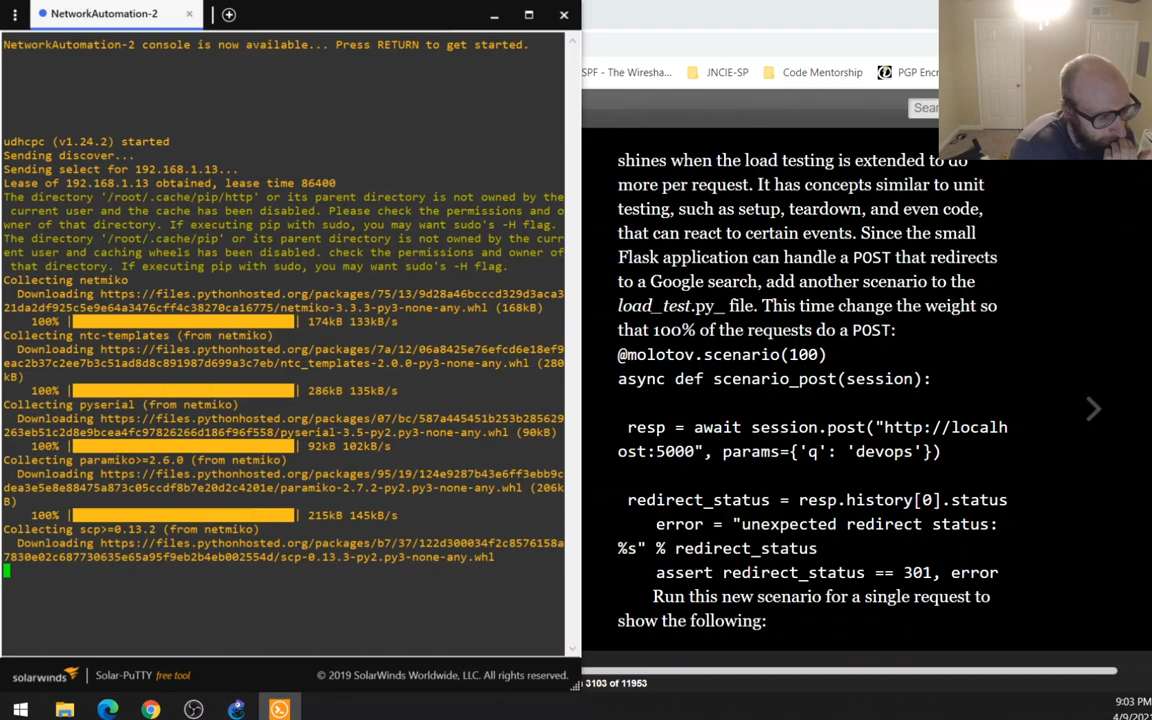 NetworkAutomation-2
NetworkAutomation-2 console is now available... Press RETURN to get started.
udhcpc (v1.24.2) started
Sending discover...
Sending select for 192.168.1.13...
Lease of 192.168.1.13 obtained, lease time 86400
The directory '/root/.cache/pip/http' or its parent directory is not owned by the
current user and the cache has been disabled. Please check the permissions and o
wner of that directory. If executing pip with sudo, you may want sudo's -H flag.
The directory '/root/.cache/pip' or its parent directory is not owned by the curr
ent user and caching wheels has been disabled. check the permissions and owner of
that directory. If executing pip with sudo, you may want sudo's -H flag.
Collecting netmiko
Downloading https://files.pythonhosted.org/packages/75/13/9d28a46bcccd329d3aca3
21da2df925c5e9e64a3476cff4c38270ca16775/netmiko-3.3.3-py3-none-any.whl (168kB)
100% | | 174kB 133kB/s
Collecting ntc-templates (from netmiko)
Downloading https://files.pythonhosted.org/packages/7a/12/06a8425e76efcd6e18ef9
eac2b37c2ee7b3c51ad8d8c891987d699a3c7eb/ntc_templates-2.0.0-py3-none-any.whl (280
kB)
100% | | 286kB 135kB/s
Collecting pyserial (from netmiko)
Downloading https://files.pythonhosted.org/packages/07/bc/587a445451b253b285629
263eb51c2d8e9bcea4fc97826266d186f96f558/pyserial-3.5-py2.py3-none-any.whl (90kB)
100% | | 92kB 102kB/s
Collecting paramiko>=2.6.0 (from netmiko)
Downloading https://files.pythonhosted.org/packages/95/19/124e9287b43e6ff3ebb9c
dea3e5e8e88475a873c05ccdf8b7e20d2c4201e/paramiko-2.7.2-py2.py3-none-any.whl (206k
B)
100% | | 215kB 145kB/s
Collecting scp>=0.13.2 (from netmiko)
Downloading https://files.pythonhosted.org/packages/b7/37/122d300034f2c8576158a
7830e02c687730635e65a95f9eb2b4eb002554d/scp-0.13.3-py2.py3-none-any.whl
solarwinds
Solar-PuTTY free tool
© 2019 SolarWinds Worldwide, LLC. All rights reserved.
SPF - The Wiresha...
JNCIE-SP
Code Mentorship
PGP Encr
Sear
shines when the load testing is extended to do
more per request. It has concepts similar to unit
testing, such as setup, teardown, and even code,
that can react to certain events. Since the small
Flask application can handle a POST that redirects
to a Google search, add another scenario to the
load_test.py_ file. This time change the weight so
that 100% of the requests do a POST:
@molotov.scenario(100)
async def scenario_post(session):
resp = await session.post("http://localh
ost:5000", params={'q': 'devops'})
redirect_status = resp.history[0].status
error = "unexpected redirect status:
%s" % redirect_status
assert redirect_status == 301, error
Run this new scenario for a single request to
show the following:
3103 of 11953
9:03 PM